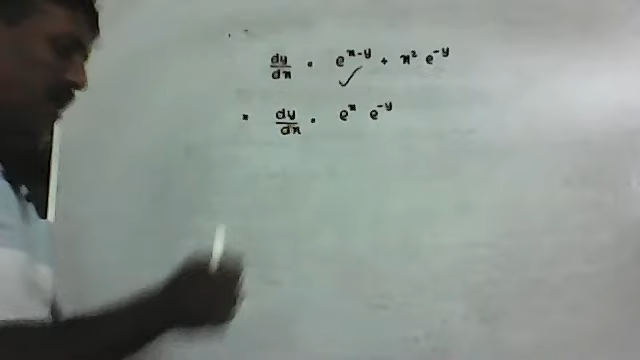 dy/dx = e^{x-y} + x² e^{-y}
⇒ dy/dx = e^x e^{-y}